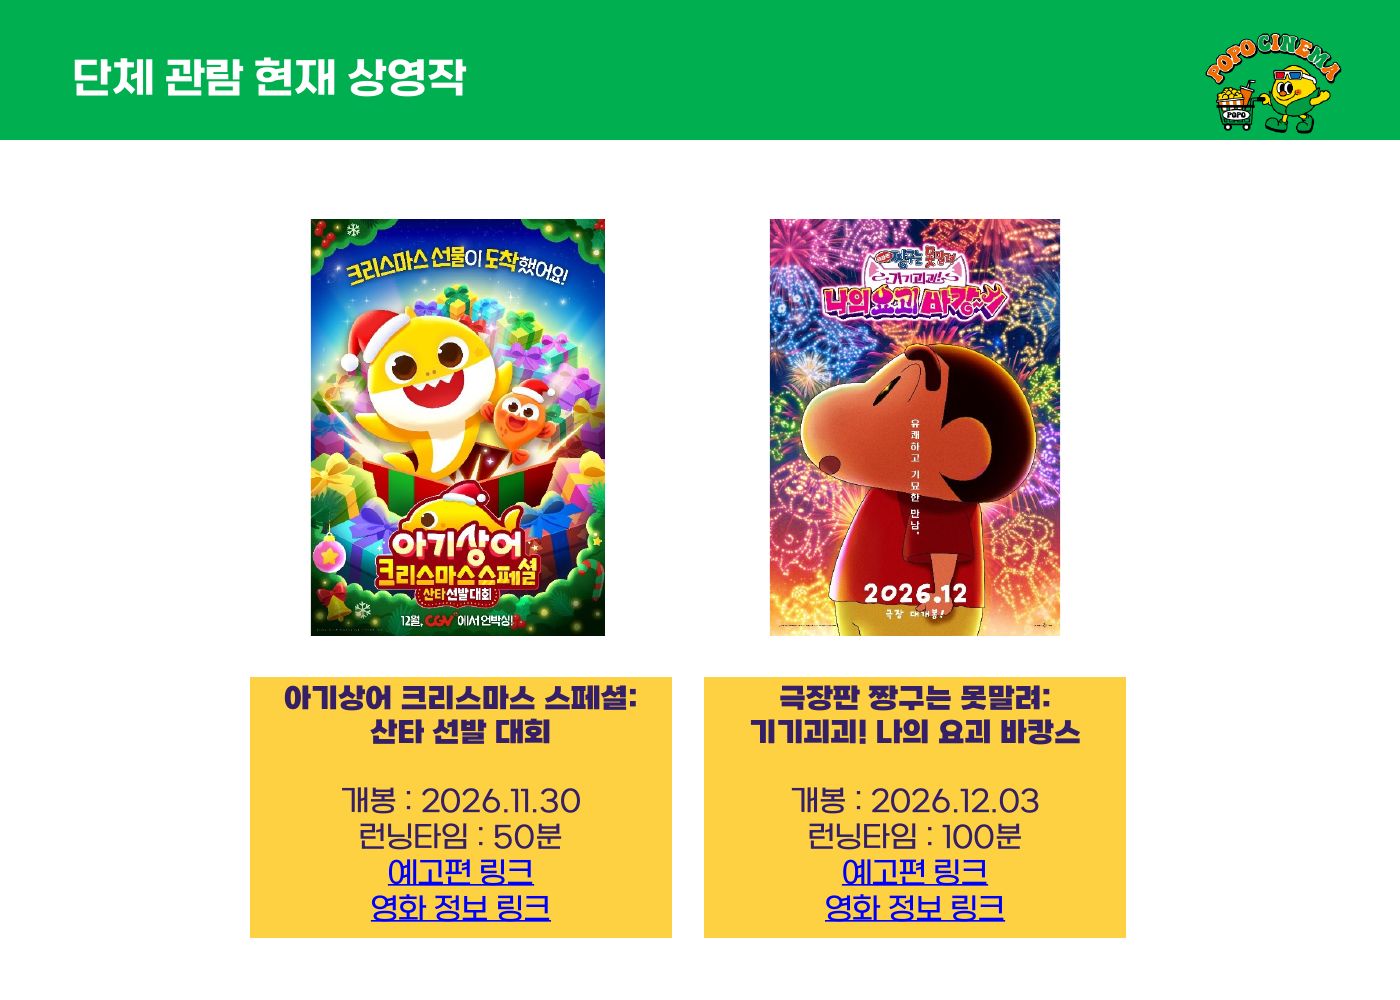 단체 관람 현재 상영작
POPO CINEMA
POPO
크리스마스 선물이 도착했어요!
아기상어
크리스마스 스페셜
산타 선발 대회
12월, CGV에서 언박싱!
짱구는 못말려
기기괴괴!
나의 요괴 바캉스
유쾌하고 기묘한 만남.
2026.12
극장 대개봉!
아기상어 크리스마스 스페셜:
산타 선발 대회
개봉 : 2026.11.30
런닝타임 : 50분
예고편 링크
영화 정보 링크
극장판 짱구는 못말려:
기기괴괴! 나의 요괴 바캉스
개봉 : 2026.12.03
런닝타임 : 100분
예고편 링크
영화 정보 링크